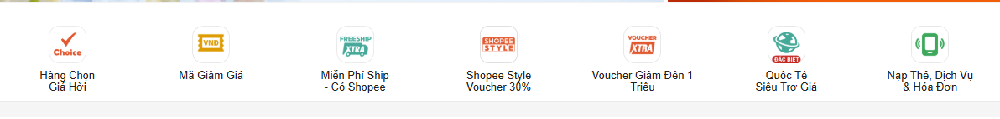 Choice
VND
FREESHIP
XTRA
SHOPEE
STYLE
VOUCHER
XTRA
ĐẶC BIỆT
Hàng Chọn
Giá Hời
Mã Giảm Giá
Miễn Phí Ship
- Có Shopee
Shopee Style
Voucher 30%
Voucher Giảm Đến 1
Triệu
Quốc Tế
Siêu Trợ Giá
Nạp Thẻ, Dịch Vụ
& Hóa Đơn